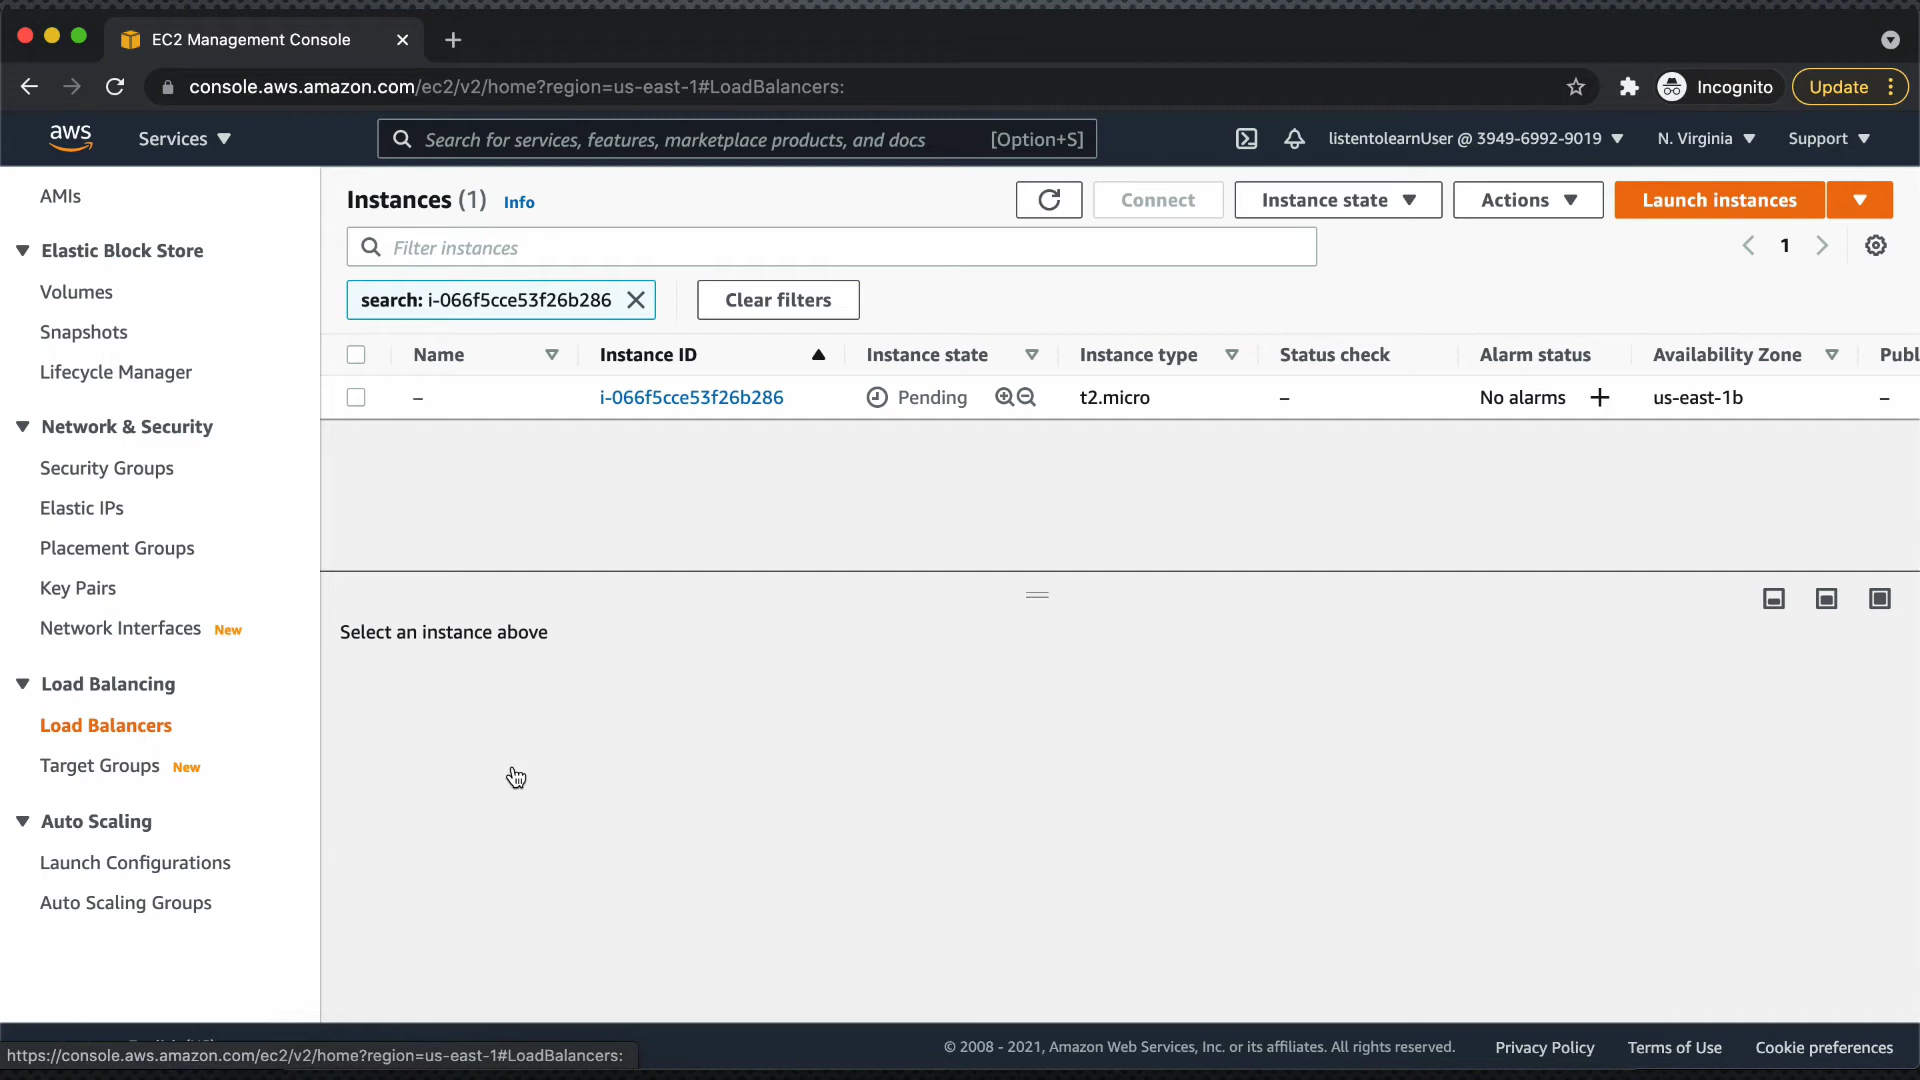 EC2 Management Console
console.aws.amazon.com/ec2/v2/home?region=us-east-1#LoadBalancers:
Incognito
Update
aws
Services
Search for services, features, marketplace products, and docs
[Option+S]
listentolearnUser @ 3949-6992-9019
N. Virginia
Support
AMIs
Elastic Block Store
Volumes
Snapshots
Lifecycle Manager
Network & Security
Security Groups
Elastic IPs
Placement Groups
Key Pairs
Network Interfaces New
Load Balancing
Load Balancers
Target Groups New
Auto Scaling
Launch Configurations
Auto Scaling Groups
Instances (1) Info
Connect
Instance state
Actions
Launch instances
Filter instances
1
search: i-066f5cce53f26b286
Clear filters
Name Instance ID Instance state Instance type Status check Alarm status Availability Zone Publ
– i-066f5cce53f26b286 Pending t2.micro – No alarms + us-east-1b –
Select an instance above
https://console.aws.amazon.com/ec2/v2/home?region=us-east-1#LoadBalancers:
© 2008 - 2021, Amazon Web Services, Inc. or its affiliates. All rights reserved.
Privacy Policy
Terms of Use
Cookie preferences